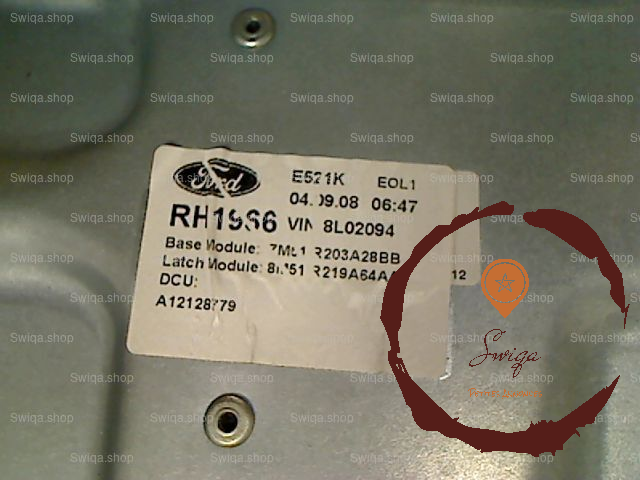 Ford
E521K EOL1
04.09.08 06:47
RH1966 VIN 8L02094
Base Module: R203A28BB
Latch Module: 12
DCU:
A12128779
Swiqa
Swiqa.shop